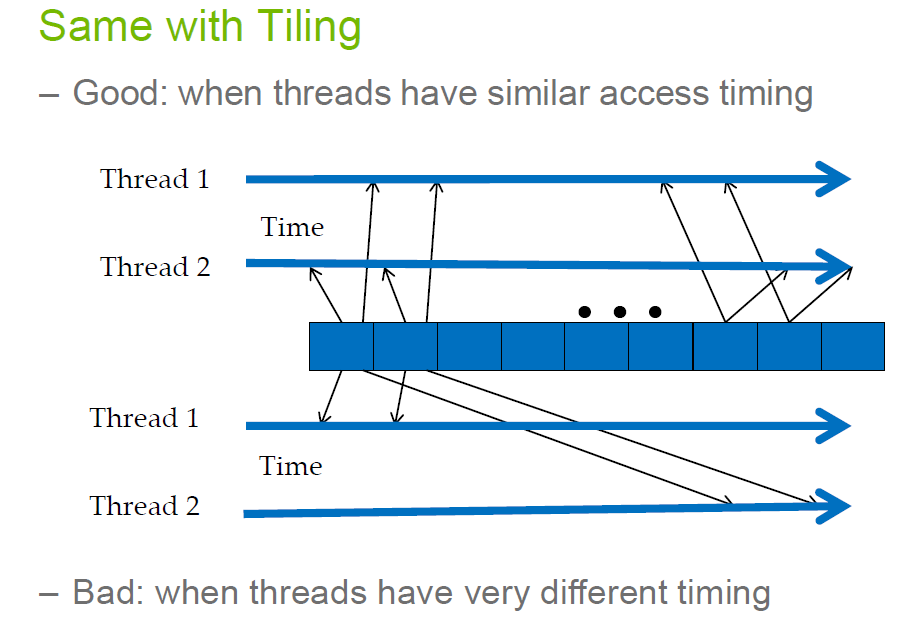 Same with Tiling
– Good: when threads have similar access timing
Thread 1
Time
Thread 2
Thread 1
Time
Thread 2
– Bad: when threads have very different timing